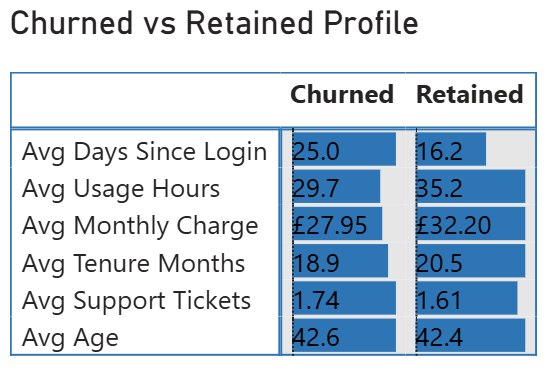 Churned vs Retained Profile
Churned Retained
Avg Days Since Login 25.0 16.2
Avg Usage Hours 29.7 35.2
Avg Monthly Charge £27.95 £32.20
Avg Tenure Months 18.9 20.5
Avg Support Tickets 1.74 1.61
Avg Age 42.6 42.4